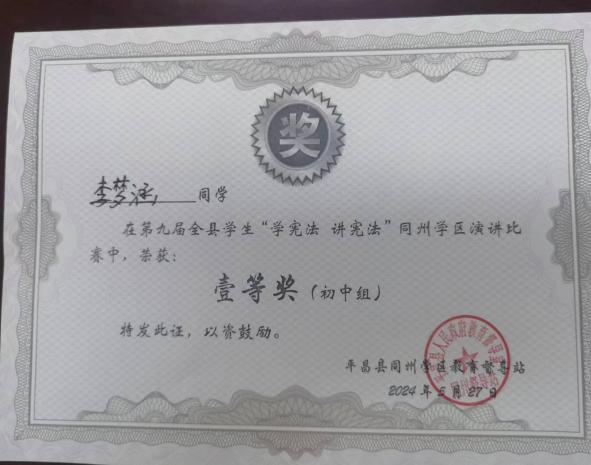 奖
李梦涵 同学
在第九届全县学生“学宪法 讲宪法”同州学区演讲比
赛中，荣获：
壹等奖（初中组）
特发此证，以资鼓励。
平昌县同州学区教育督导站
2024年5月27日